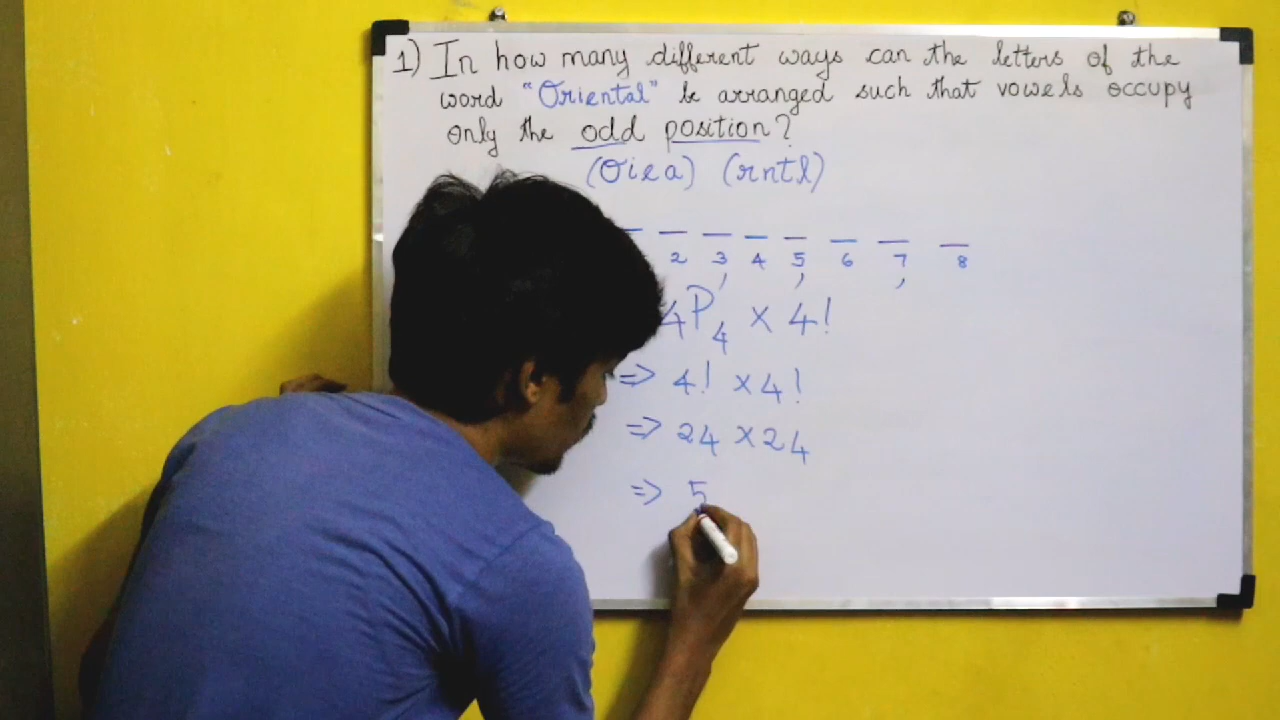 1) In how many different ways can the letters of the
word "Oriental" be arranged such that vowels occupy
only the odd position?
(Oiea) (rntl)
2 3 4 5 6 7 8
4P4 × 4!
=> 4! × 4!
=> 24 × 24
=> 5